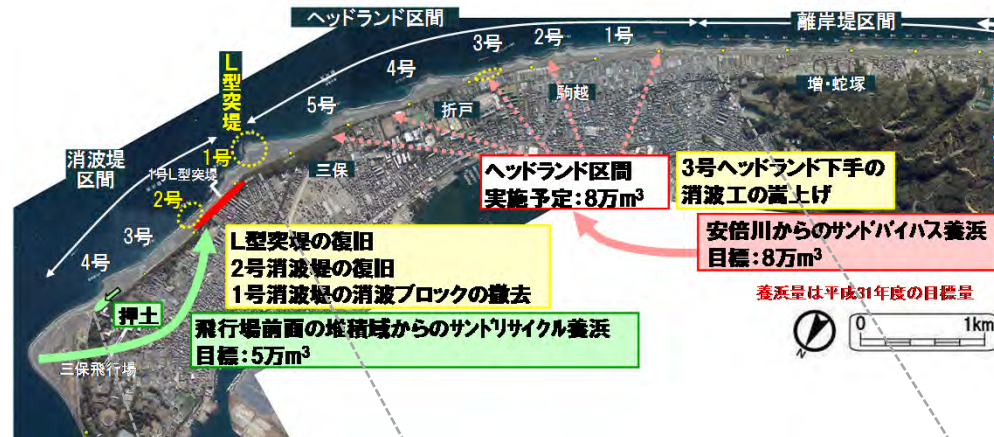 ヘッドランド区間
離岸堤区間
3号
2号
1号
4号
5号
L型突堤
折戸
駒越
増・蛇塚
消波堤
区間
1号
1号L型突堤
2号
3号
4号
三保
ヘッドランド区間
実施予定:8万m³
3号ヘッドランド下手の
消波工の嵩上げ
安倍川からのサンドバイパス養浜
目標:8万m³
養浜量は平成31年度の目標量
L型突堤の復旧
2号消波堤の復旧
1号消波堤の消波ブロックの撤去
押土
飛行場前面の堆積域からのサンドリサイクル養浜
目標:5万m³
三保飛行場
0 1km
N